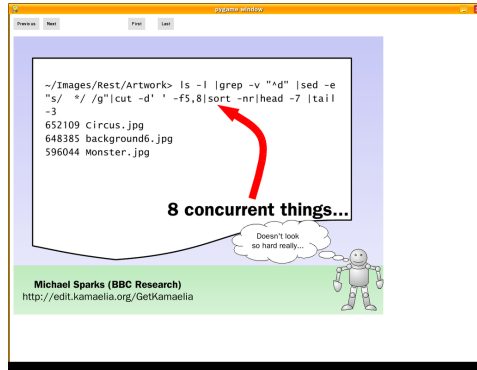 pygame window
Previous Next First Last
~/Images/Rest/Artwork> ls -l |grep -v "^d" |sed -e
"s/  */ /g"|cut -d' ' -f5,8|sort -nr|head -7 |tail
-3
652109 Circus.jpg
648385 background6.jpg
596044 Monster.jpg
8 concurrent things...
Doesn't look
so hard really...
Michael Sparks (BBC Research)
http://edit.kamaelia.org/GetKamaelia